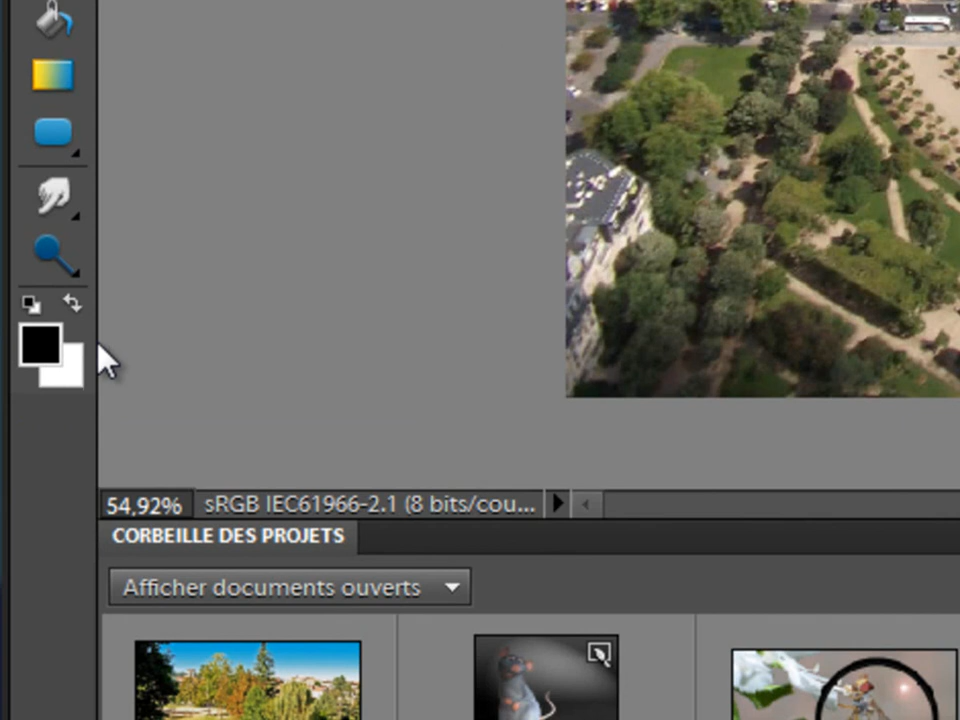 54,92%
sRGB IEC61966-2.1 (8 bits/cou...
CORBEILLE DES PROJETS
Afficher documents ouverts